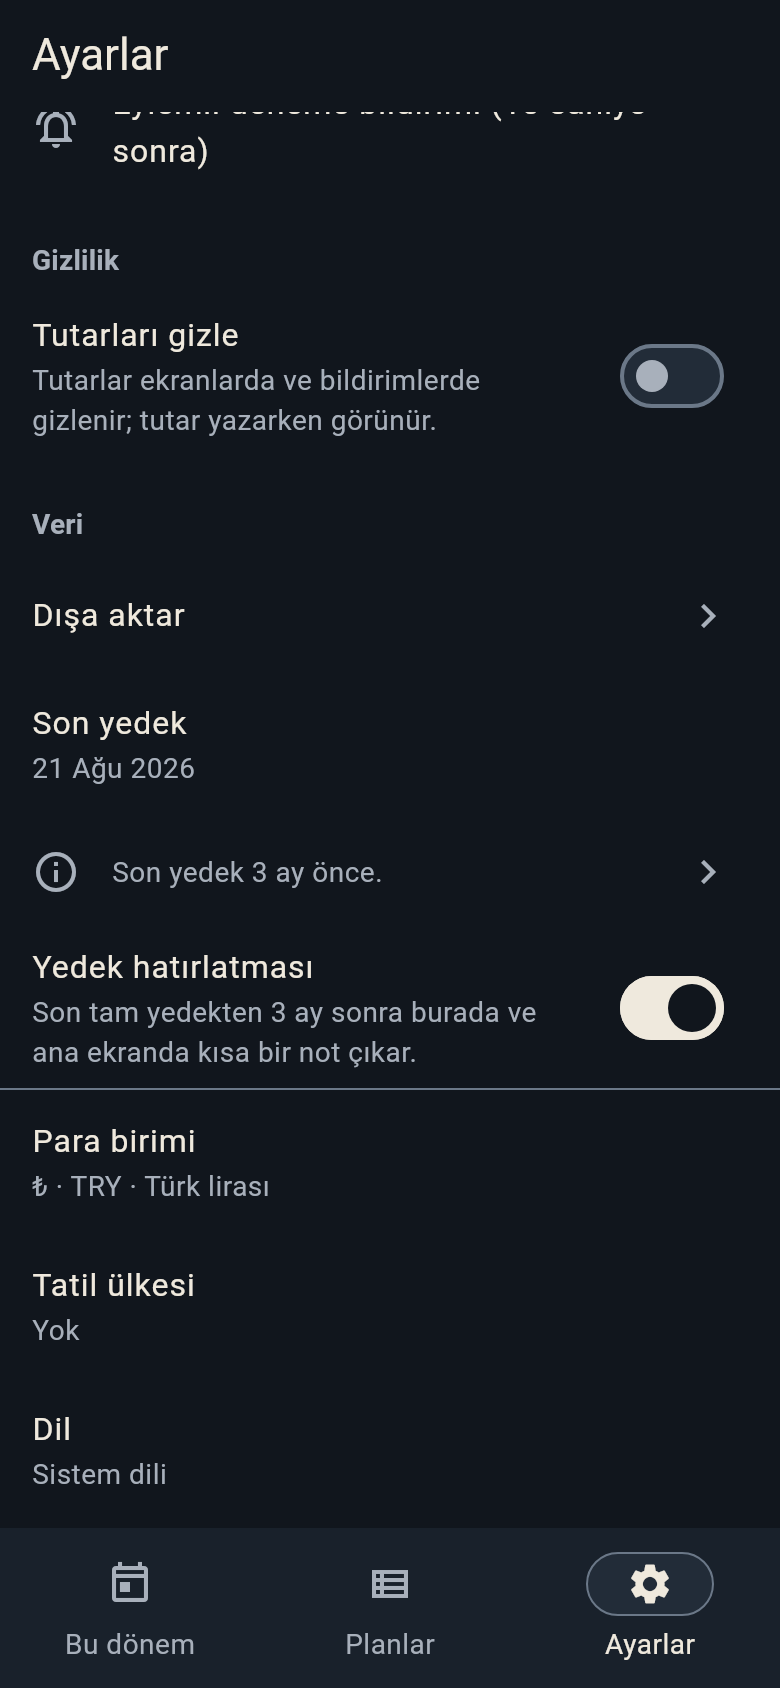 Ayarlar
sonra)
Gizlilik
Tutarları gizle
Tutarlar ekranlarda ve bildirimlerde
gizlenir; tutar yazarken görünür.
Veri
Dışa aktar
Son yedek
21 Ağu 2026
Son yedek 3 ay önce.
Yedek hatırlatması
Son tam yedekten 3 ay sonra burada ve
ana ekranda kısa bir not çıkar.
Para birimi
₺ · TRY · Türk lirası
Tatil ülkesi
Yok
Dil
Sistem dili
Bu dönem
Planlar
Ayarlar